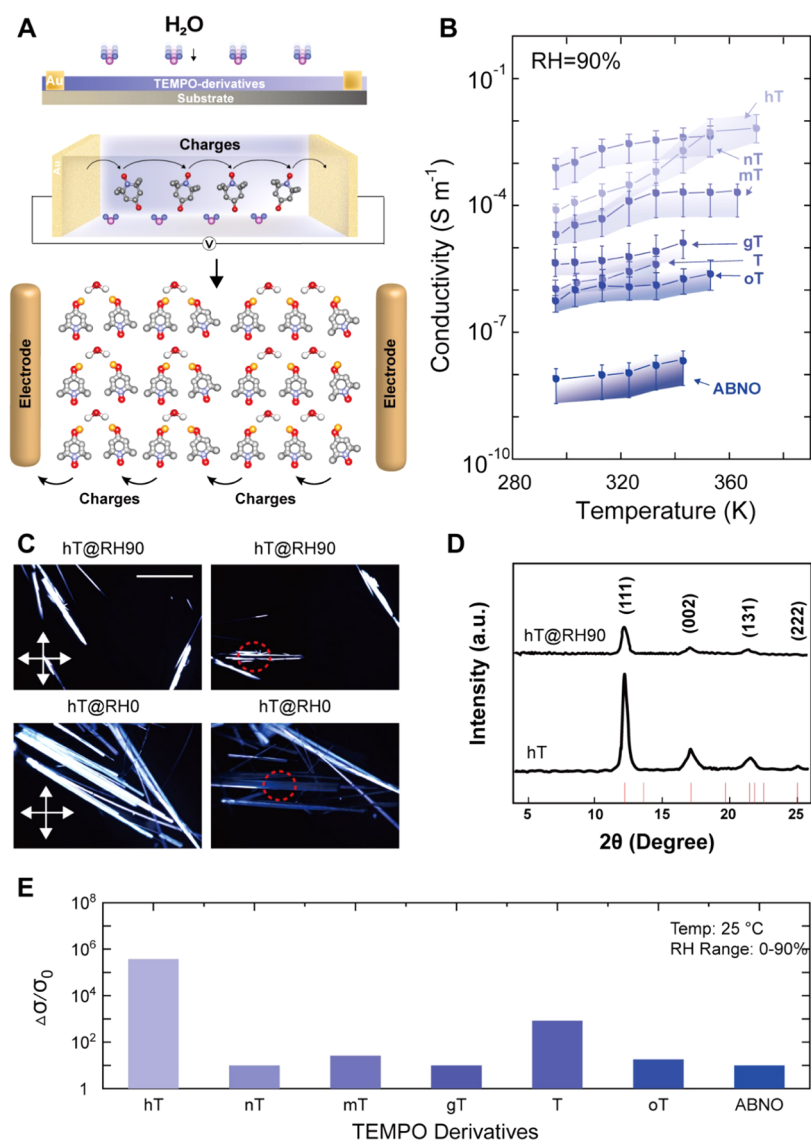 A
H₂O
Au
TEMPO-derivatives
Substrate
Charges
Au
V
Electrode
Electrode
Charges
Charges
B
RH=90%
Conductivity (S m⁻¹)
10⁻¹
10⁻⁴
10⁻⁷
10⁻¹⁰
hT
nT
mT
gT
T
oT
ABNO
280
320
360
Temperature (K)
C
hT@RH90
hT@RH90
hT@RH0
hT@RH0
D
Intensity (a.u.)
hT@RH90
hT
(111)
(002)
(131)
(222)
5
10
15
20
25
2θ (Degree)
E
Δσ/σ₀
10⁸
10⁶
10⁴
10²
1
Temp: 25 °C
RH Range: 0-90%
hT
nT
mT
gT
T
oT
ABNO
TEMPO Derivatives